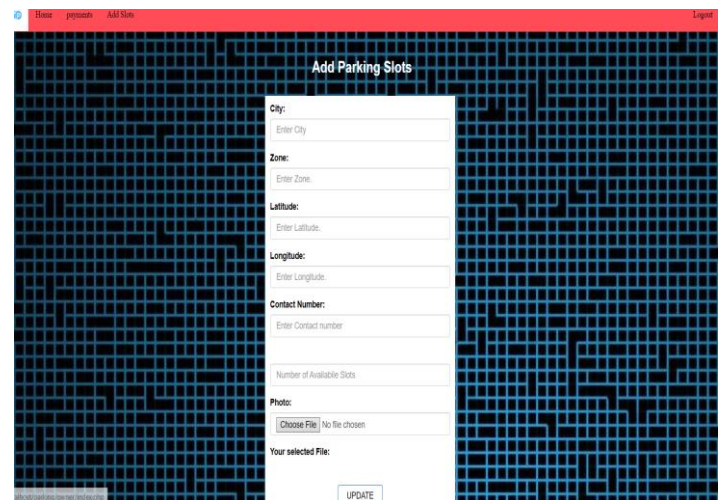 Home payments Add Slots Logout
Add Parking Slots
City:
Enter City
Zone:
Enter Zone.
Latitude:
Enter Latitude.
Longitude:
Enter Longitude.
Contact Number:
Enter Contact number
Number of Available Slots
Photo:
Choose File No file chosen
Your selected File:
UPDATE